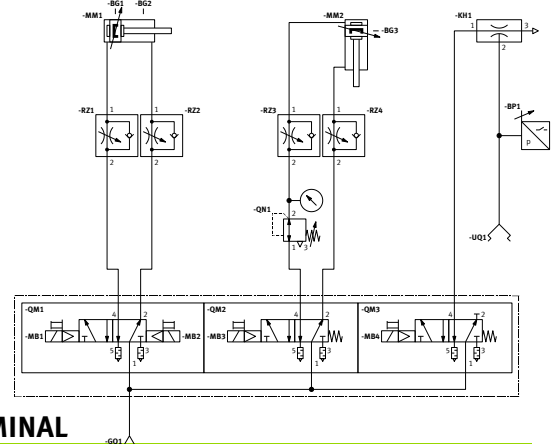 -BG1 -BG2
-MM1
-MM2
-BG3
-KH1
1 3
2
-BP1
P
-RZ1 1 -RZ2 1
-RZ3 1 -RZ4 1
2 2 2 2
-QN1 2
1 3
-UQ1
-QM1 -QM2 -QM3
4 2 4 2 4 2
-MB1 -MB2 -MB3 -MB4
5 3 5 3 5 3
1 1 1
MINAL
-GQ1